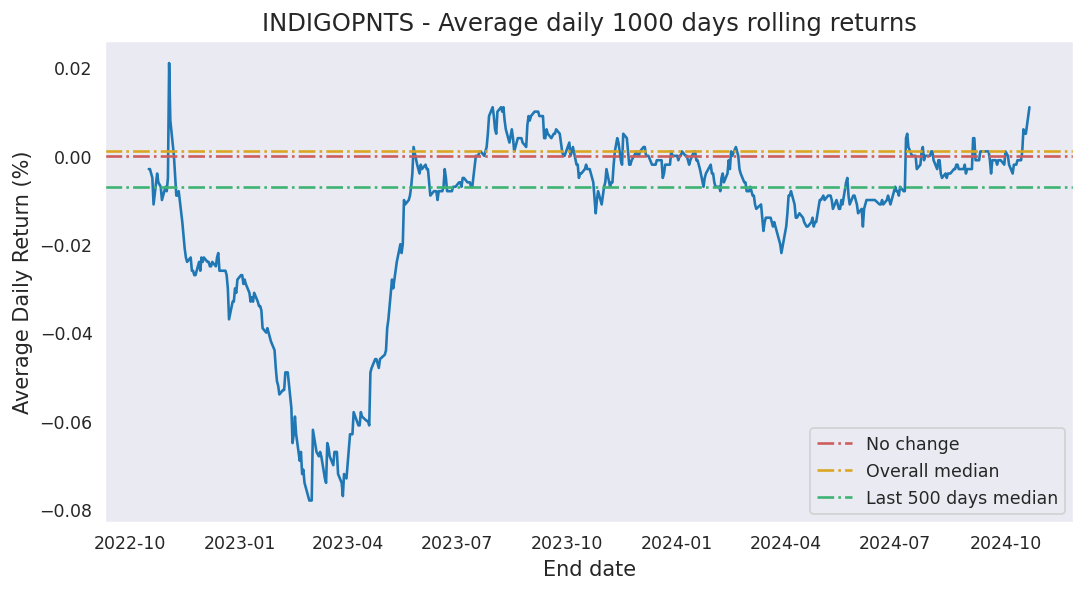 INDIGOPNTS - Average daily 1000 days rolling returns
Average Daily Return (%)
0.02
0.00
−0.02
−0.04
−0.06
−0.08
No change
Overall median
Last 500 days median
2022-10 2023-01 2023-04 2023-07 2023-10 2024-01 2024-04 2024-07 2024-10
End date